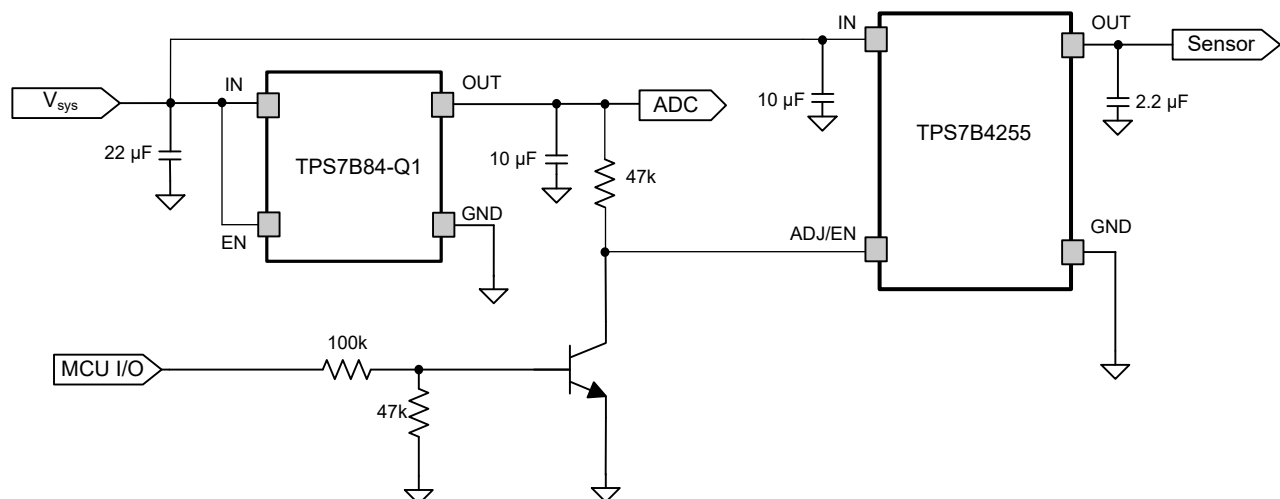 IN
OUT
Sensor
IN
OUT
V_sys
ADC
10 µF
2.2 µF
TPS7B4255
22 µF
TPS7B84-Q1
10 µF
47k
GND
EN
ADJ/EN
GND
100k
MCU I/O
47k